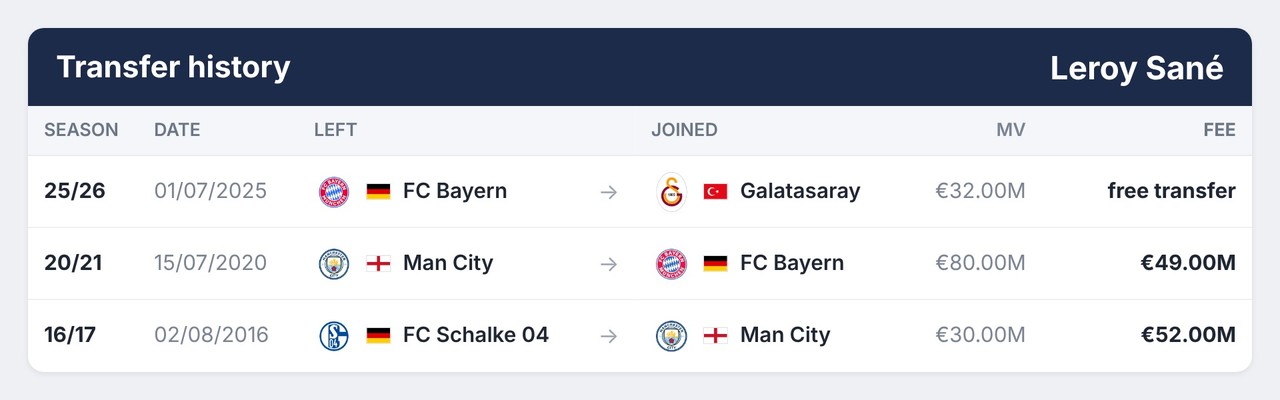 Transfer history Leroy Sané
SEASON DATE LEFT JOINED MV FEE
25/26 01/07/2025 FC Bayern → Galatasaray €32.00M free transfer
20/21 15/07/2020 Man City → FC Bayern €80.00M €49.00M
16/17 02/08/2016 FC Schalke 04 → Man City €30.00M €52.00M